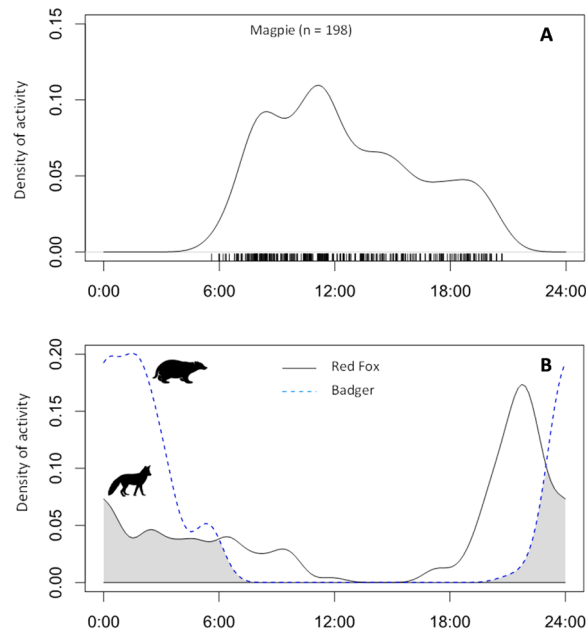 Magpie (n = 198)
A
Density of activity
0.15
0.10
0.05
0.00
0:00 6:00 12:00 18:00 24:00
B
Red Fox
Badger
Density of activity
0.20
0.15
0.10
0.05
0.00
0:00 6:00 12:00 18:00 24:00